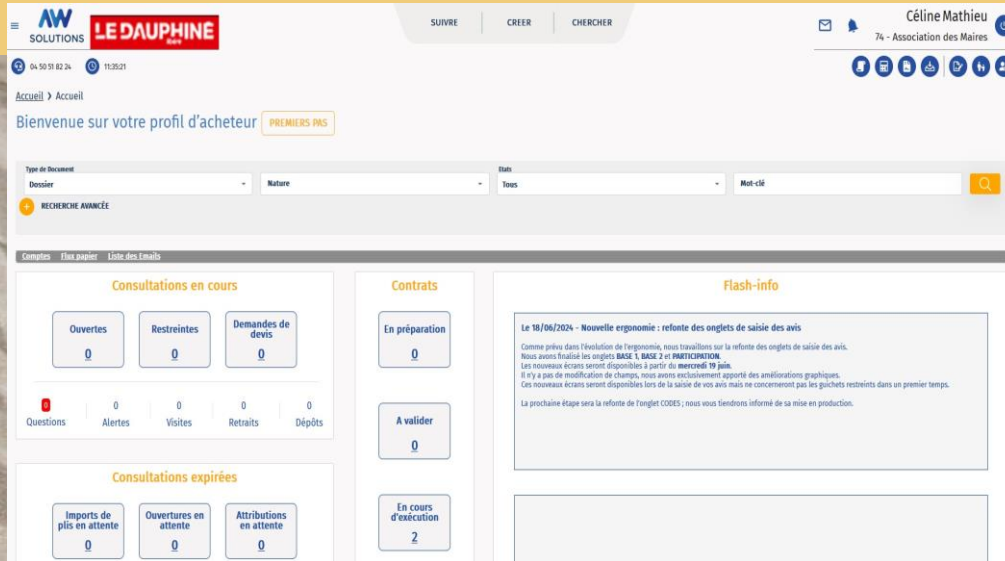 AW
SOLUTIONS
LE DAUPHINÉ
SUIVRE
CREER
CHERCHER
Céline Mathieu
74 - Association des Maires
04 50 51 82 24
11:35:21
Accueil ❯ Accueil
Bienvenue sur votre profil d'acheteur PREMIERS PAS
Type de Document
Dossier
Nature
Etats
Tous
Mot-clé
RECHERCHE AVANCÉE
Comptes Flux papier Liste des Emails
Consultations en cours
Ouvertes
0
Restreintes
0
Demandes de
devis
0
0
Questions
0
Alertes
0
Visites
0
Retraits
0
Dépôts
Consultations expirées
Imports de
plis en attente
0
Ouvertures en
attente
0
Attributions
en attente
0
Contrats
En préparation
0
A valider
0
En cours
d'exécution
2
Flash-info
Le 18/06/2024 - Nouvelle ergonomie : refonte des onglets de saisie des avis
Comme prévu dans l'évolution de l'ergonomie, nous travaillons sur la refonte des onglets de saisie des avis.
Nous avons finalisé les onglets BASE 1, BASE 2 et PARTICIPATION.
Les nouveaux écrans seront disponibles à partir du mercredi 19 juin.
Il n'y a pas de modification de champs, nous avons exclusivement apporté des améliorations graphiques.
Ces nouveaux écrans seront disponibles lors de la saisie de vos avis mais ne concerneront pas les guichets restreints dans un premier temps.
La prochaine étape sera la refonte de l'onglet CODES ; nous vous tiendrons informé de sa mise en production.